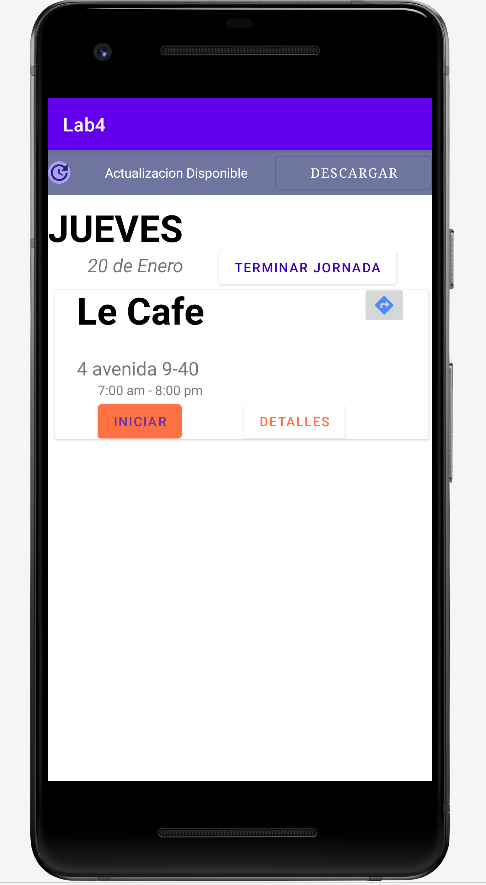 Lab4
Actualizacion Disponible DESCARGAR
JUEVES
20 de Enero TERMINAR JORNADA
Le Cafe
4 avenida 9-40
7:00 am - 8:00 pm
INICIAR DETALLES